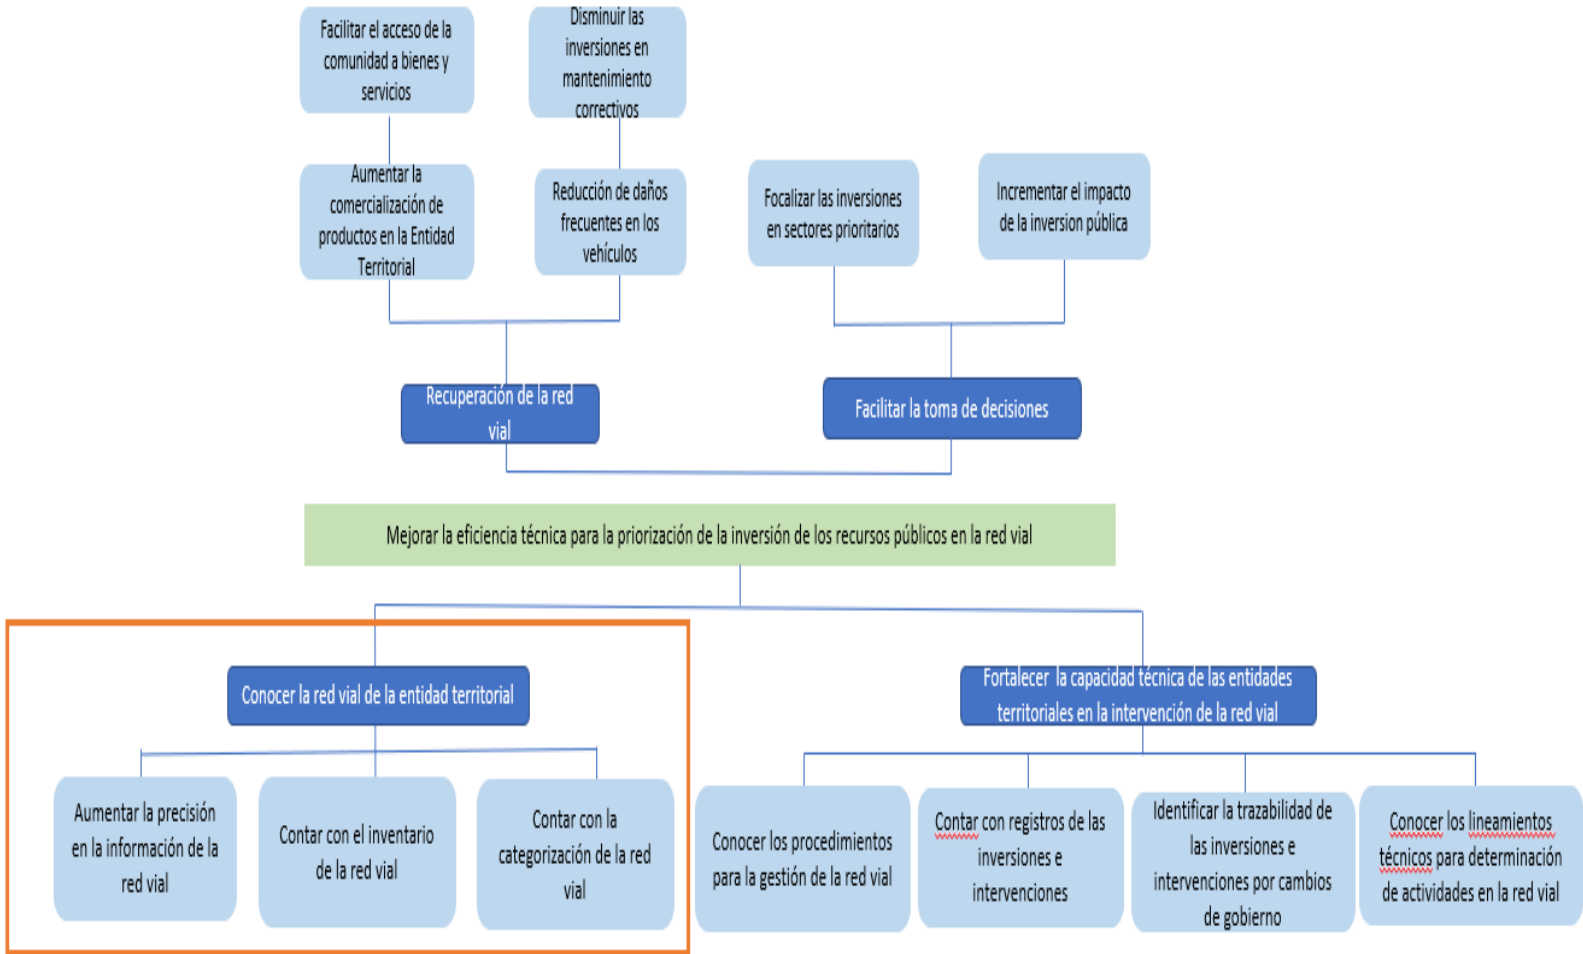 Facilitar el acceso de la
comunidad a bienes y
servicios
Disminuir las
inversiones en
mantenimiento
correctivos
Aumentar la
comercialización de
productos en la Entidad
Territorial
Reducción de daños
frecuentes en los
vehículos
Focalizar las inversiones
en sectores prioritarios
Incrementar el impacto
de la inversion pública
Recuperación de la red
vial
Facilitar la toma de decisiones
Mejorar la eficiencia técnica para la priorización de la inversión de los recursos públicos en la red vial
Conocer la red vial de la entidad territorial
Fortalecer la capacidad técnica de las entidades
territoriales en la intervención de la red vial
Aumentar la precisión
en la información de la
red vial
Contar con el inventario
de la red vial
Contar con la
categorización de la red
vial
Conocer los procedimientos
para la gestión de la red vial
Contar con registros de las
inversiones e
intervenciones
Identificar la trazabilidad de
las inversiones e
intervenciones por cambios
de gobierno
Conocer los lineamientos
técnicos para determinación
de actividades en la red vial